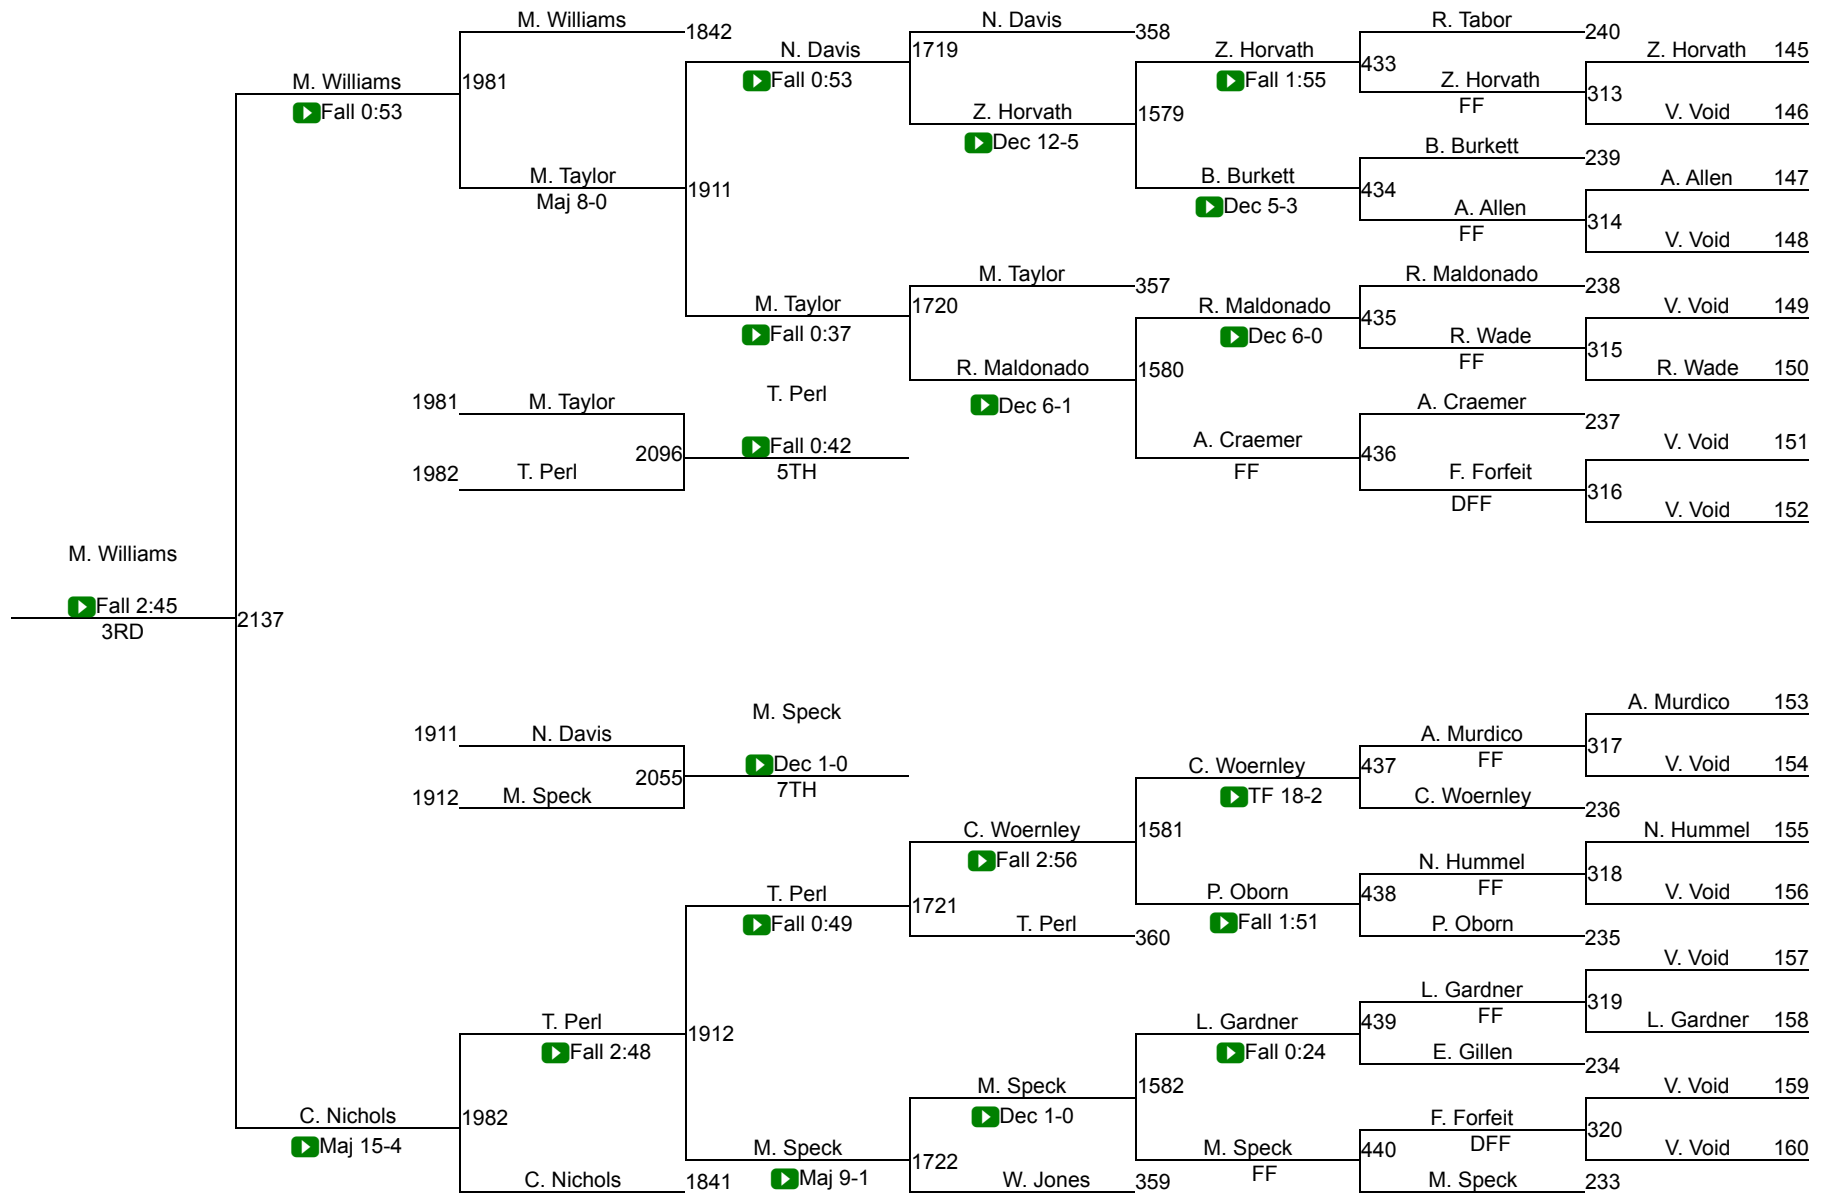 M. Williams
1842
N. Davis
358
R. Tabor
240
N. Davis
1719
Z. Horvath
Z. Horvath 145
M. Williams
1981
Fall 0:53
Fall 1:55
433
Z. Horvath
FF
313
Fall 0:53
Z. Horvath
1579
V. Void 146
Dec 12-5
B. Burkett
239
M. Taylor
Maj 8-0
1911
B. Burkett
434
A. Allen 147
Dec 5-3
A. Allen
FF
314
V. Void 148
M. Taylor
357
R. Maldonado
238
M. Taylor
1720
R. Maldonado
435
V. Void 149
Fall 0:37
Dec 6-0
R. Wade
FF
315
R. Maldonado
1580
R. Wade 150
T. Perl
Dec 6-1
1981 M. Taylor
A. Craemer
237
2096
Fall 0:42
5TH
A. Craemer
FF
436
V. Void 151
1982 T. Perl
F. Forfeit
DFF
316
V. Void 152
M. Williams
Fall 2:45
3RD
2137
M. Speck
A. Murdico 153
1911 N. Davis
A. Murdico
FF
317
2055
Dec 1-0
7TH
C. Woernley
437
V. Void 154
1912 M. Speck
TF 18-2
C. Woernley
236
C. Woernley
1581
N. Hummel 155
Fall 2:56
N. Hummel
FF
318
T. Perl
1721
P. Oborn
438
V. Void 156
Fall 0:49
T. Perl
360
Fall 1:51
P. Oborn
235
V. Void 157
L. Gardner
FF
319
T. Perl
1912
L. Gardner
439
L. Gardner 158
Fall 2:48
Fall 0:24
E. Gillen
234
M. Speck
1582
V. Void 159
C. Nichols
1982
Dec 1-0
F. Forfeit
DFF
320
Maj 15-4
M. Speck
1722
M. Speck
FF
440
V. Void 160
C. Nichols
1841
Maj 9-1
W. Jones
359
M. Speck
233